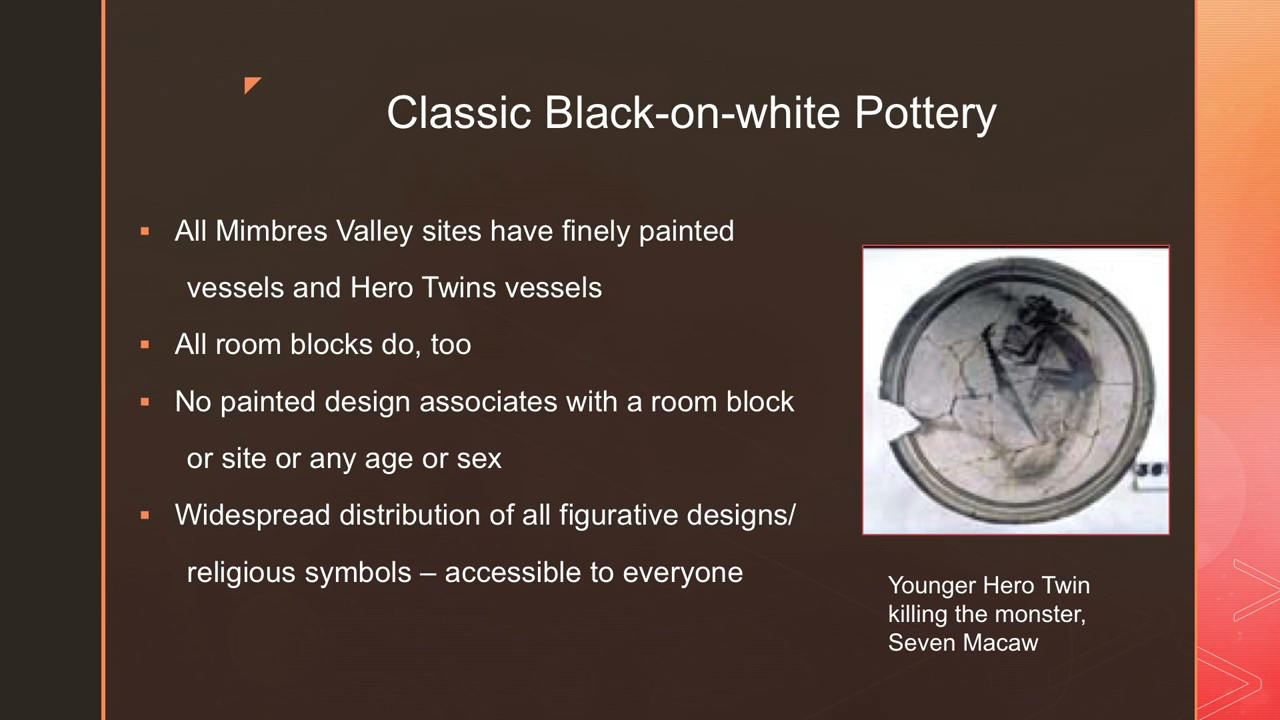 Classic Black-on-white Pottery
▪ All Mimbres Valley sites have finely painted
vessels and Hero Twins vessels
▪ All room blocks do, too
▪ No painted design associates with a room block
or site or any age or sex
▪ Widespread distribution of all figurative designs/
religious symbols – accessible to everyone
Younger Hero Twin
killing the monster,
Seven Macaw